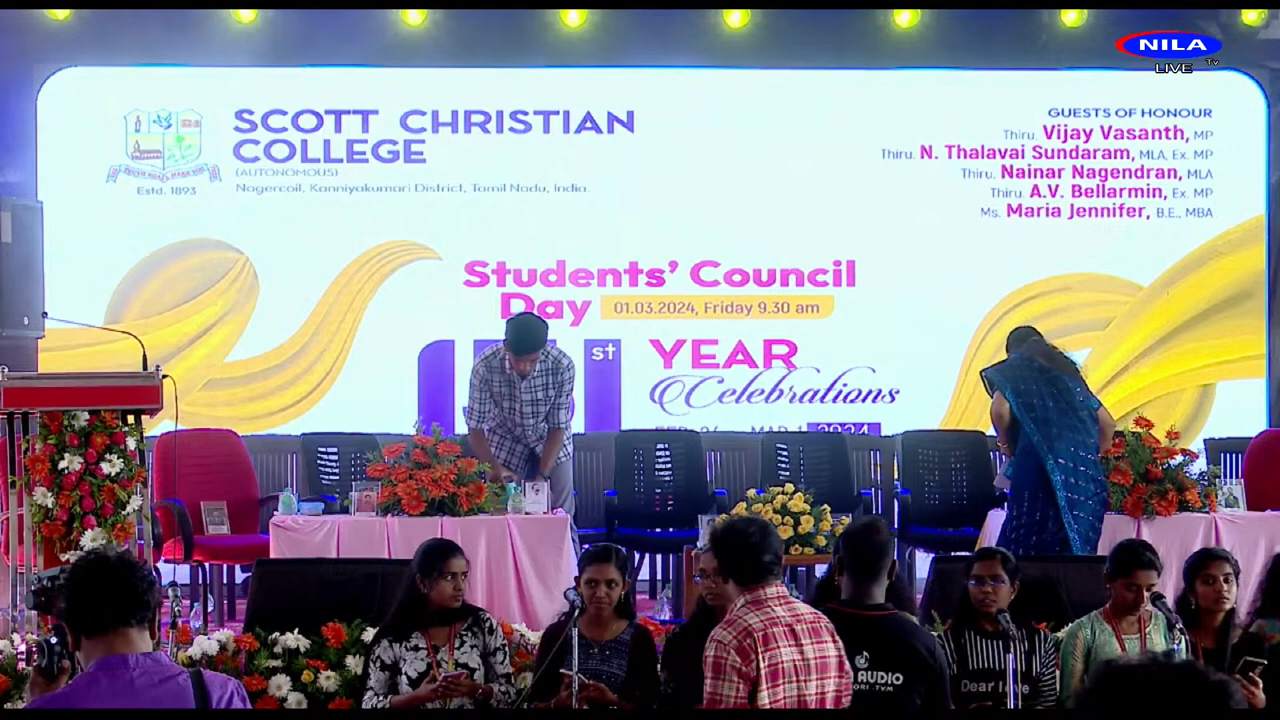 NILA
Tv
LIVE
SCOTT CHRISTIAN
COLLEGE
(AUTONOMOUS)
Nagercoil, Kanniyakumari District, Tamil Nadu, India.
Estd. 1893
GUESTS OF HONOUR
Thiru. Vijay Vasanth, MP
Thiru. N. Thalavai Sundaram, MLA, Ex. MP
Thiru. Nainar Nagendran, MLA
Thiru. A.V. Bellarmin, Ex. MP
Ms. Maria Jennifer, B.E., MBA
Students' Council
Day 01.03.2024, Friday 9.30 am
st YEAR
Celebrations
2024
AUDIO
Dear love